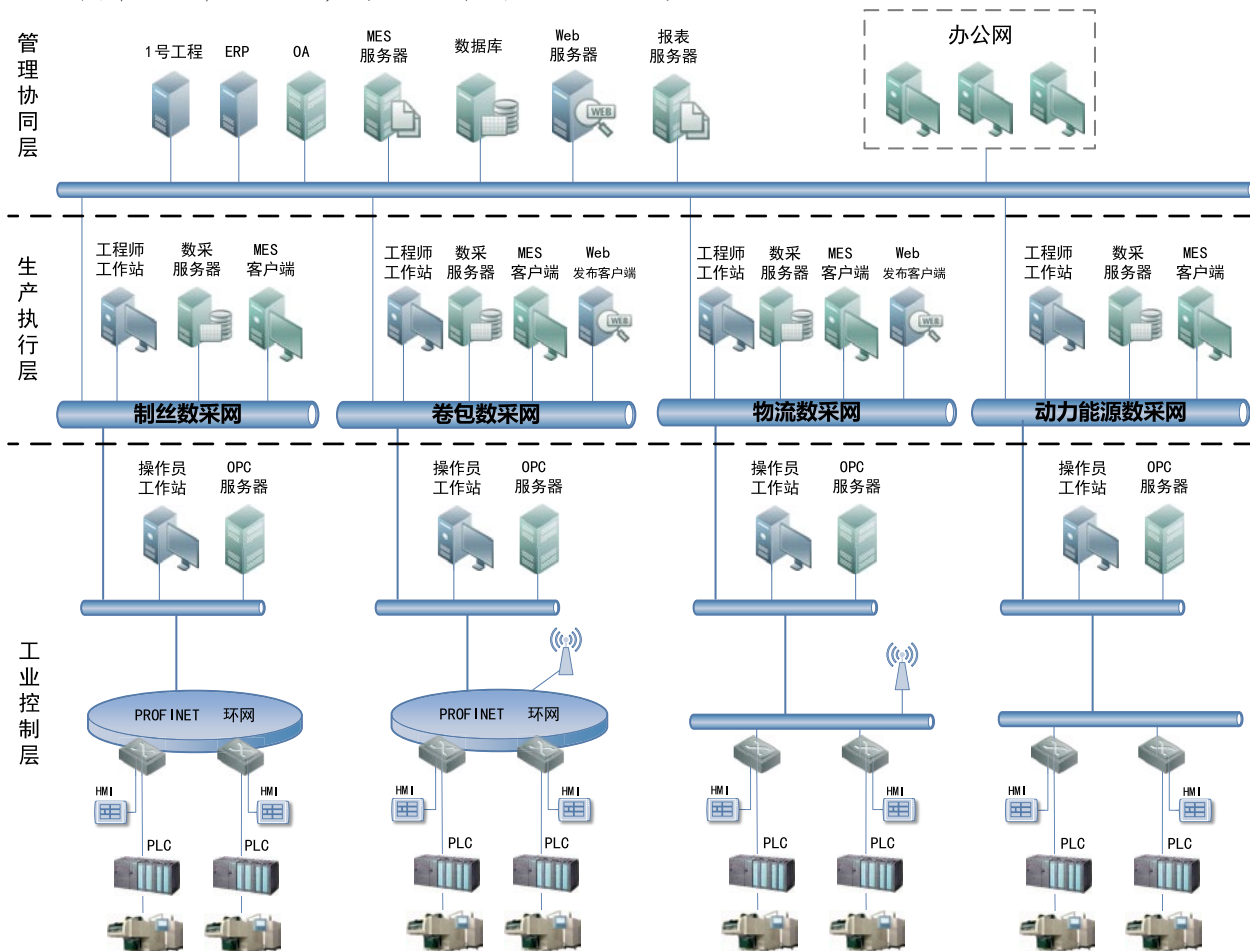 管理协同层
1号工程
ERP
OA
MES
服务器
数据库
Web
服务器
WEB
报表
服务器
办公网
生产执行层
工程师
工作站
数采
服务器
MES
客户端
工程师
工作站
数采
服务器
MES
客户端
Web
发布客户端
WEB
工程师
工作站
数采
服务器
MES
客户端
Web
发布客户端
WEB
工程师
工作站
数采
服务器
MES
客户端
制丝数采网
卷包数采网
物流数采网
动力能源数采网
工业控制层
操作员
工作站
OPC
服务器
操作员
工作站
OPC
服务器
操作员
工作站
OPC
服务器
操作员
工作站
OPC
服务器
PROFINET 环网
PROFINET 环网
HMI
HMI
HMI
HMI
HMI
HMI
HMI
HMI
PLC
PLC
PLC
PLC
PLC
PLC
PLC
PLC